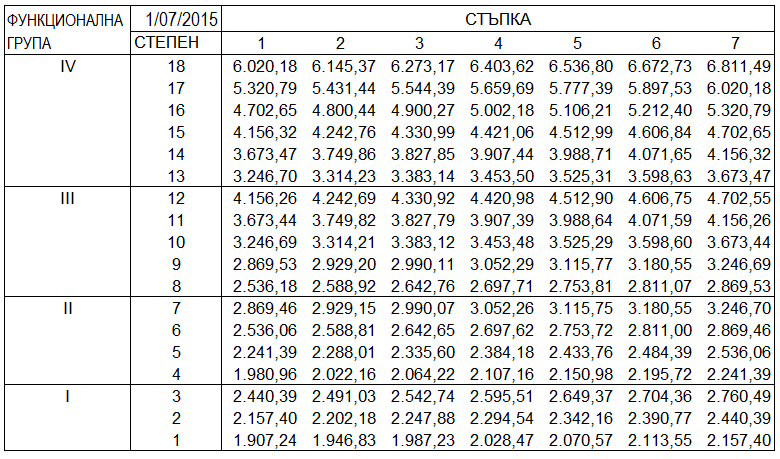 ФУНКЦИОНАЛНА 1/07/2015 СТЪПКА
ГРУПА СТЕПЕН 1 2 3 4 5 6 7
IV 18 6.020,18 6.145,37 6.273,17 6.403,62 6.536,80 6.672,73 6.811,49
17 5.320,79 5.431,44 5.544,39 5.659,69 5.777,39 5.897,53 6.020,18
16 4.702,65 4.800,44 4.900,27 5.002,18 5.106,21 5.212,40 5.320,79
15 4.156,32 4.242,76 4.330,99 4.421,06 4.512,99 4.606,84 4.702,65
14 3.673,47 3.749,86 3.827,85 3.907,44 3.988,71 4.071,65 4.156,32
13 3.246,70 3.314,23 3.383,14 3.453,50 3.525,31 3.598,63 3.673,47
III 12 4.156,26 4.242,69 4.330,92 4.420,98 4.512,90 4.606,75 4.702,55
11 3.673,44 3.749,82 3.827,79 3.907,39 3.988,64 4.071,59 4.156,26
10 3.246,69 3.314,21 3.383,12 3.453,48 3.525,29 3.598,60 3.673,44
9 2.869,53 2.929,20 2.990,11 3.052,29 3.115,77 3.180,55 3.246,69
8 2.536,18 2.588,92 2.642,76 2.697,71 2.753,81 2.811,07 2.869,53
II 7 2.869,46 2.929,15 2.990,07 3.052,26 3.115,75 3.180,55 3.246,70
6 2.536,06 2.588,81 2.642,65 2.697,62 2.753,72 2.811,00 2.869,46
5 2.241,39 2.288,01 2.335,60 2.384,18 2.433,76 2.484,39 2.536,06
4 1.980,96 2.022,16 2.064,22 2.107,16 2.150,98 2.195,72 2.241,39
I 3 2.440,39 2.491,03 2.542,74 2.595,51 2.649,37 2.704,36 2.760,49
2 2.157,40 2.202,18 2.247,88 2.294,54 2.342,16 2.390,77 2.440,39
1 1.907,24 1.946,83 1.987,23 2.028,47 2.070,57 2.113,55 2.157,40